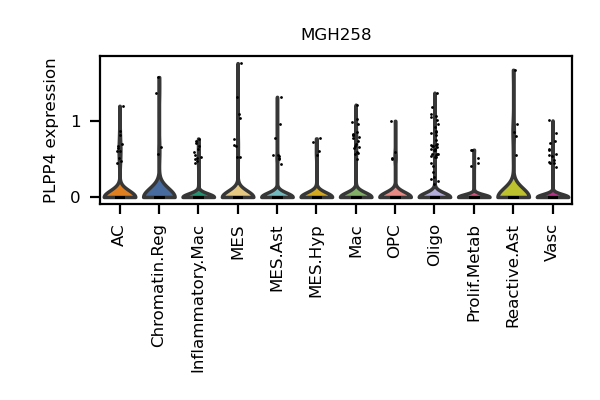 MGH258
PLPP4 expression
1
0
AC
Chromatin.Reg
Inflammatory.Mac
MES
MES.Ast
MES.Hyp
Mac
OPC
Oligo
Prolif.Metab
Reactive.Ast
Vasc